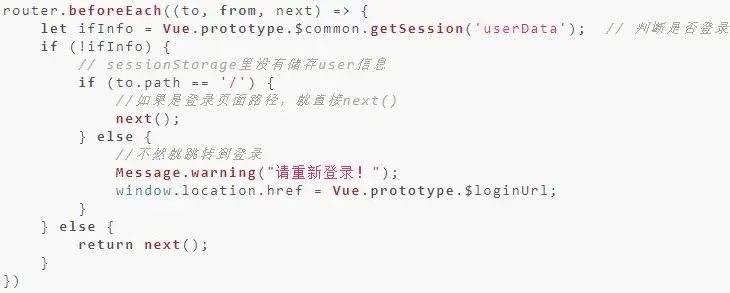 router.beforeEach((to, from, next) => {
    let ifInfo = Vue.prototype.$common.getSession('userData');  // 判断是否登录
    if (!ifInfo) {
        // sessionStorage里没有储存user信息
        if (to.path == '/') {
            //如果是登录页面路径，就直接next()
            next();
        } else {
            //不然就跳转到登录
            Message.warning("请重新登录！");
            window.location.href = Vue.prototype.$loginUrl;
        }
    } else {
        return next();
    }
})